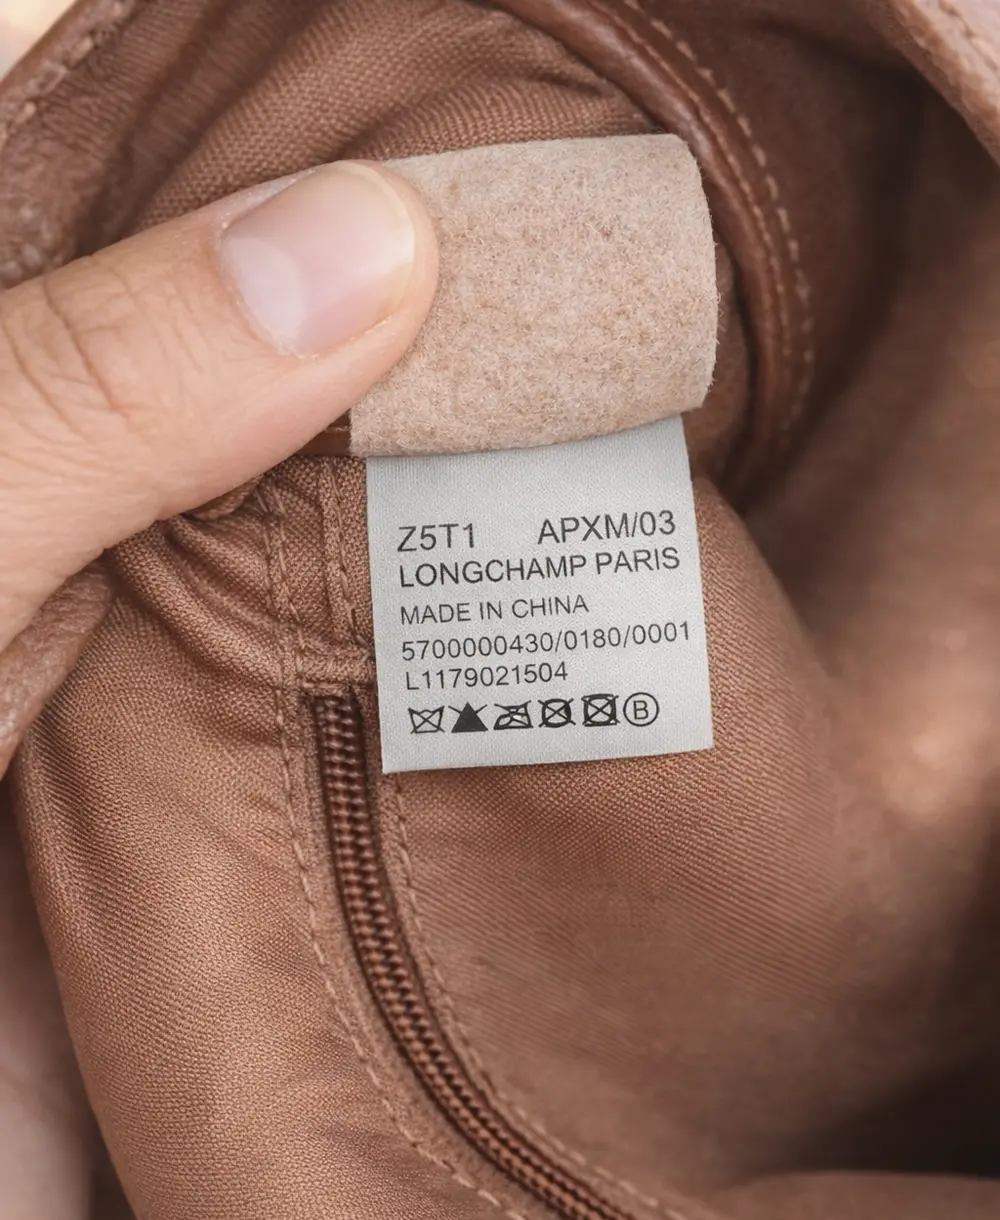 Z5T1 APXM/03
LONGCHAMP PARIS
MADE IN CHINA
5700000430/0180/0001
L1179021504
B